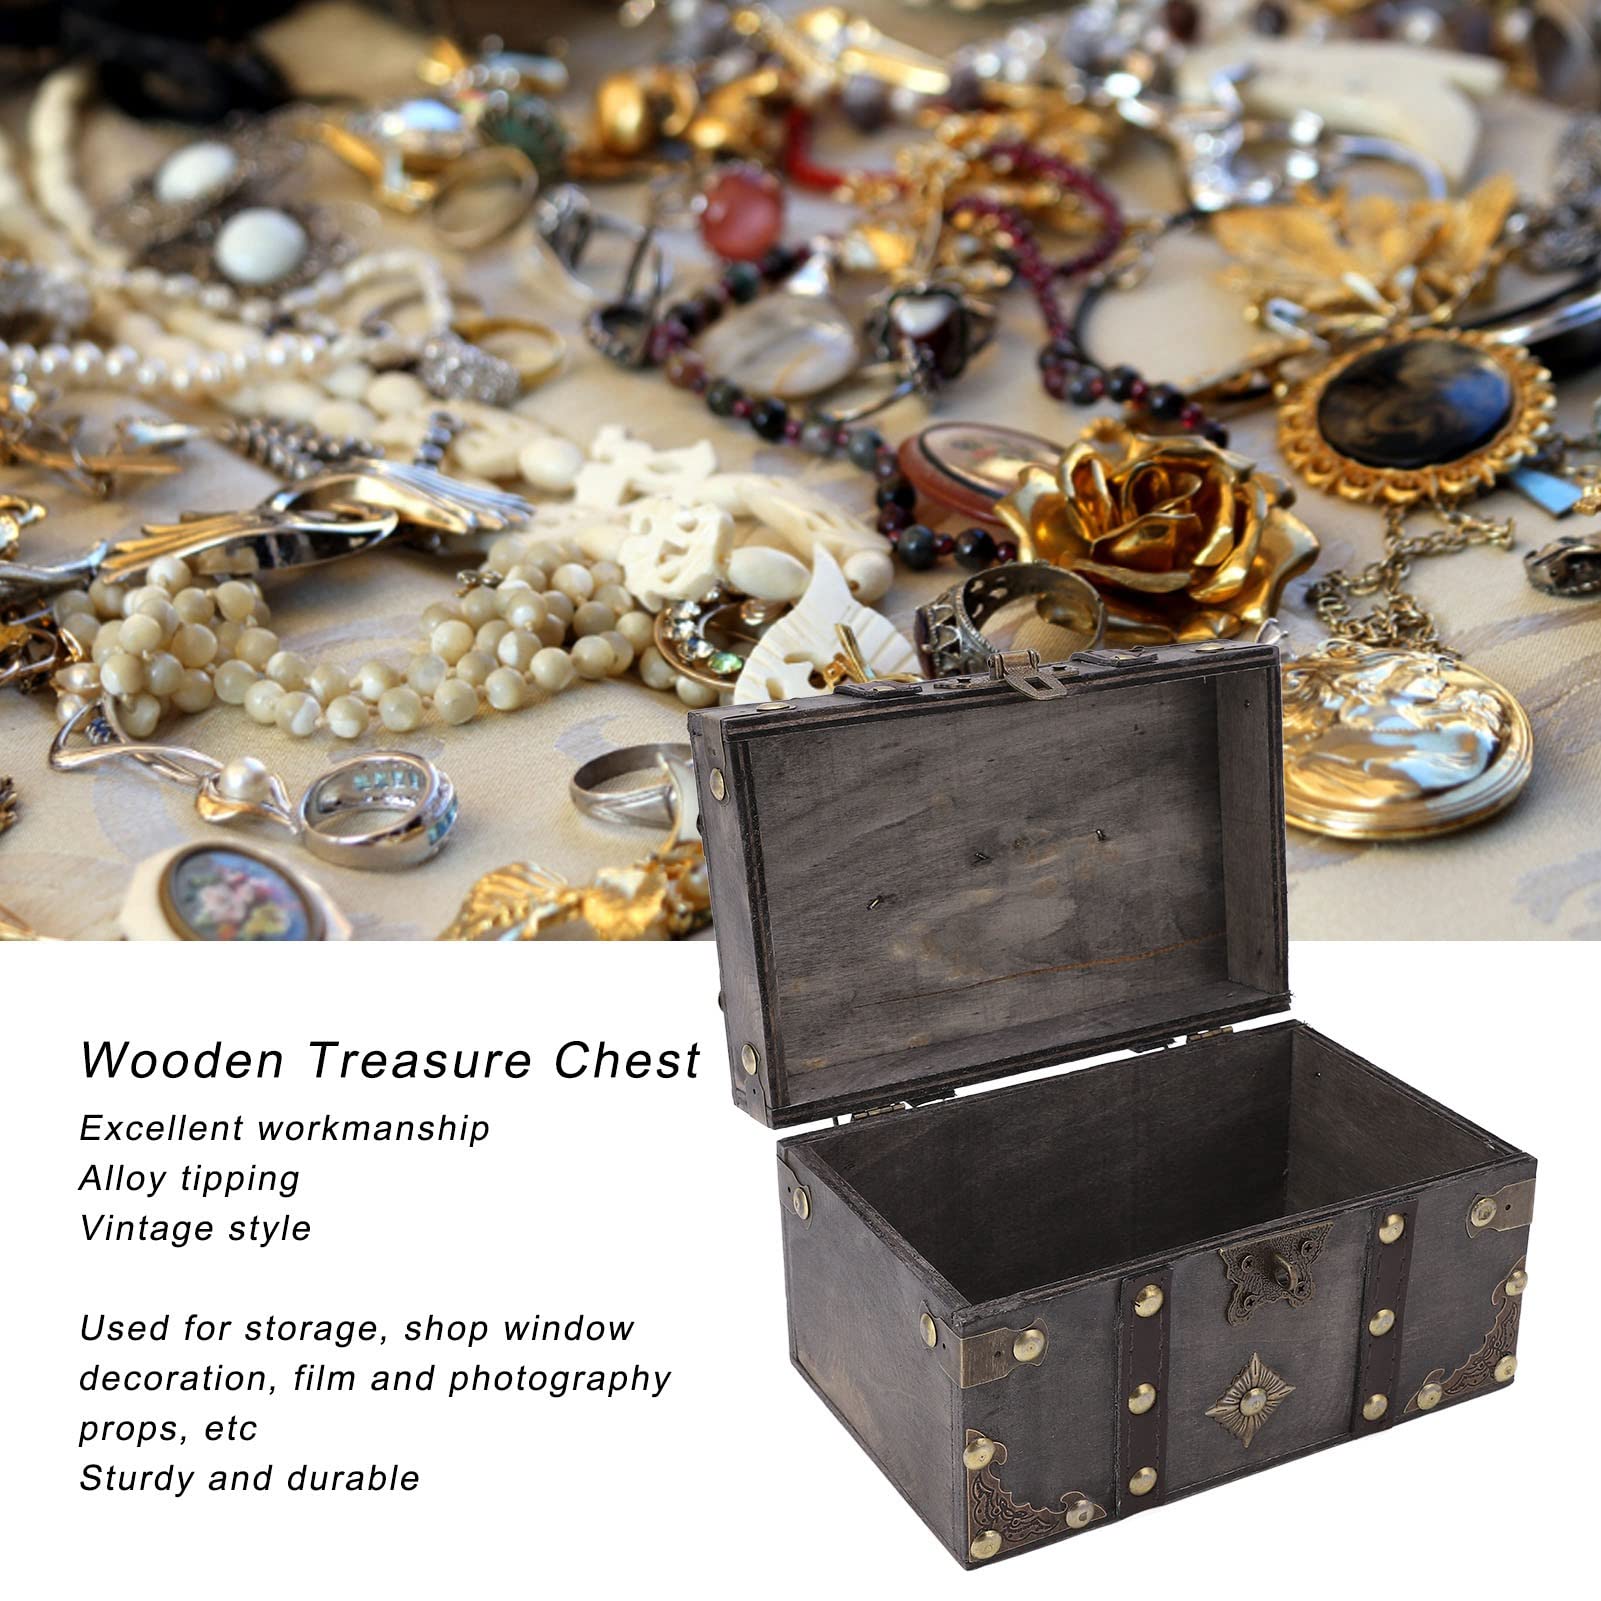 Wooden Treasure Chest
Excellent workmanship
Alloy tipping
Vintage style
Used for storage, shop window
decoration, film and photography
props, etc
Sturdy and durable